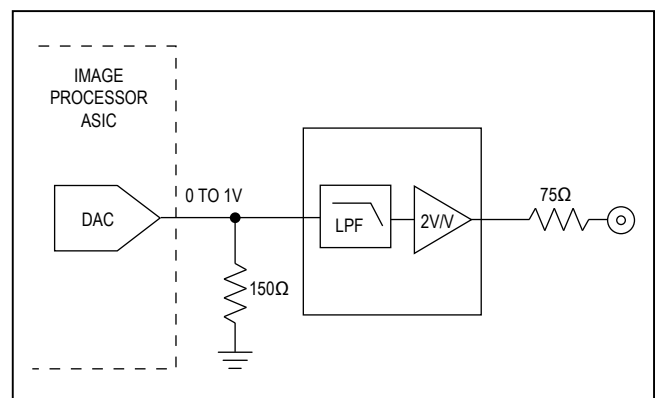 IMAGE
PROCESSOR
ASIC
DAC
0 TO 1V
150Ω
LPF
2V/V
75Ω